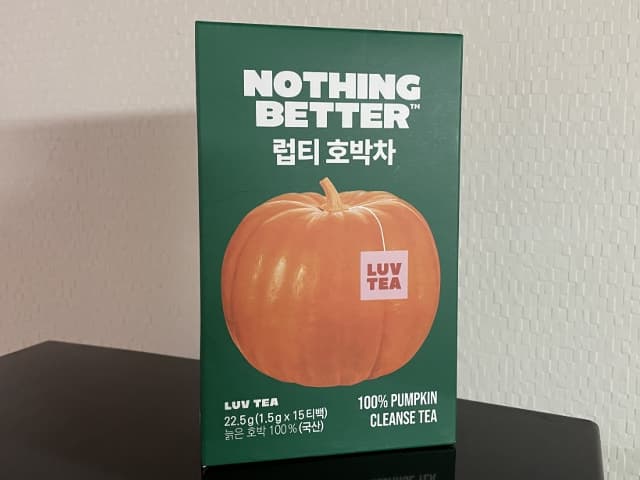 NOTHING
BETTER™
럽티 호박차
LUV
TEA
LUV TEA
22.5g(1.5g x 15티백)
늙은 호박 100% (국산)
100% PUMPKIN
CLEANSE TEA